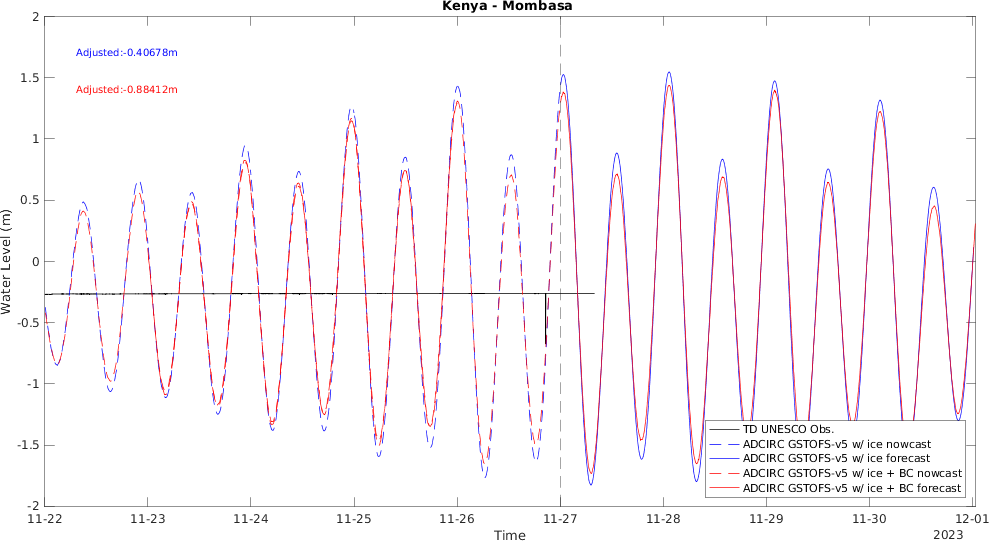 Kenya - Mombasa
Adjusted:-0.40678m
Adjusted:-0.88412m
Water Level (m)
2
1.5
1
0.5
0
-0.5
-1
-1.5
-2
TD UNESCO Obs.
ADCIRC GSTOFS-v5 w/ ice nowcast
ADCIRC GSTOFS-v5 w/ ice forecast
ADCIRC GSTOFS-v5 w/ ice + BC nowcast
ADCIRC GSTOFS-v5 w/ ice + BC forecast
11-22 11-23 11-24 11-25 11-26 11-27 11-28 11-29 11-30 12-01
Time
2023